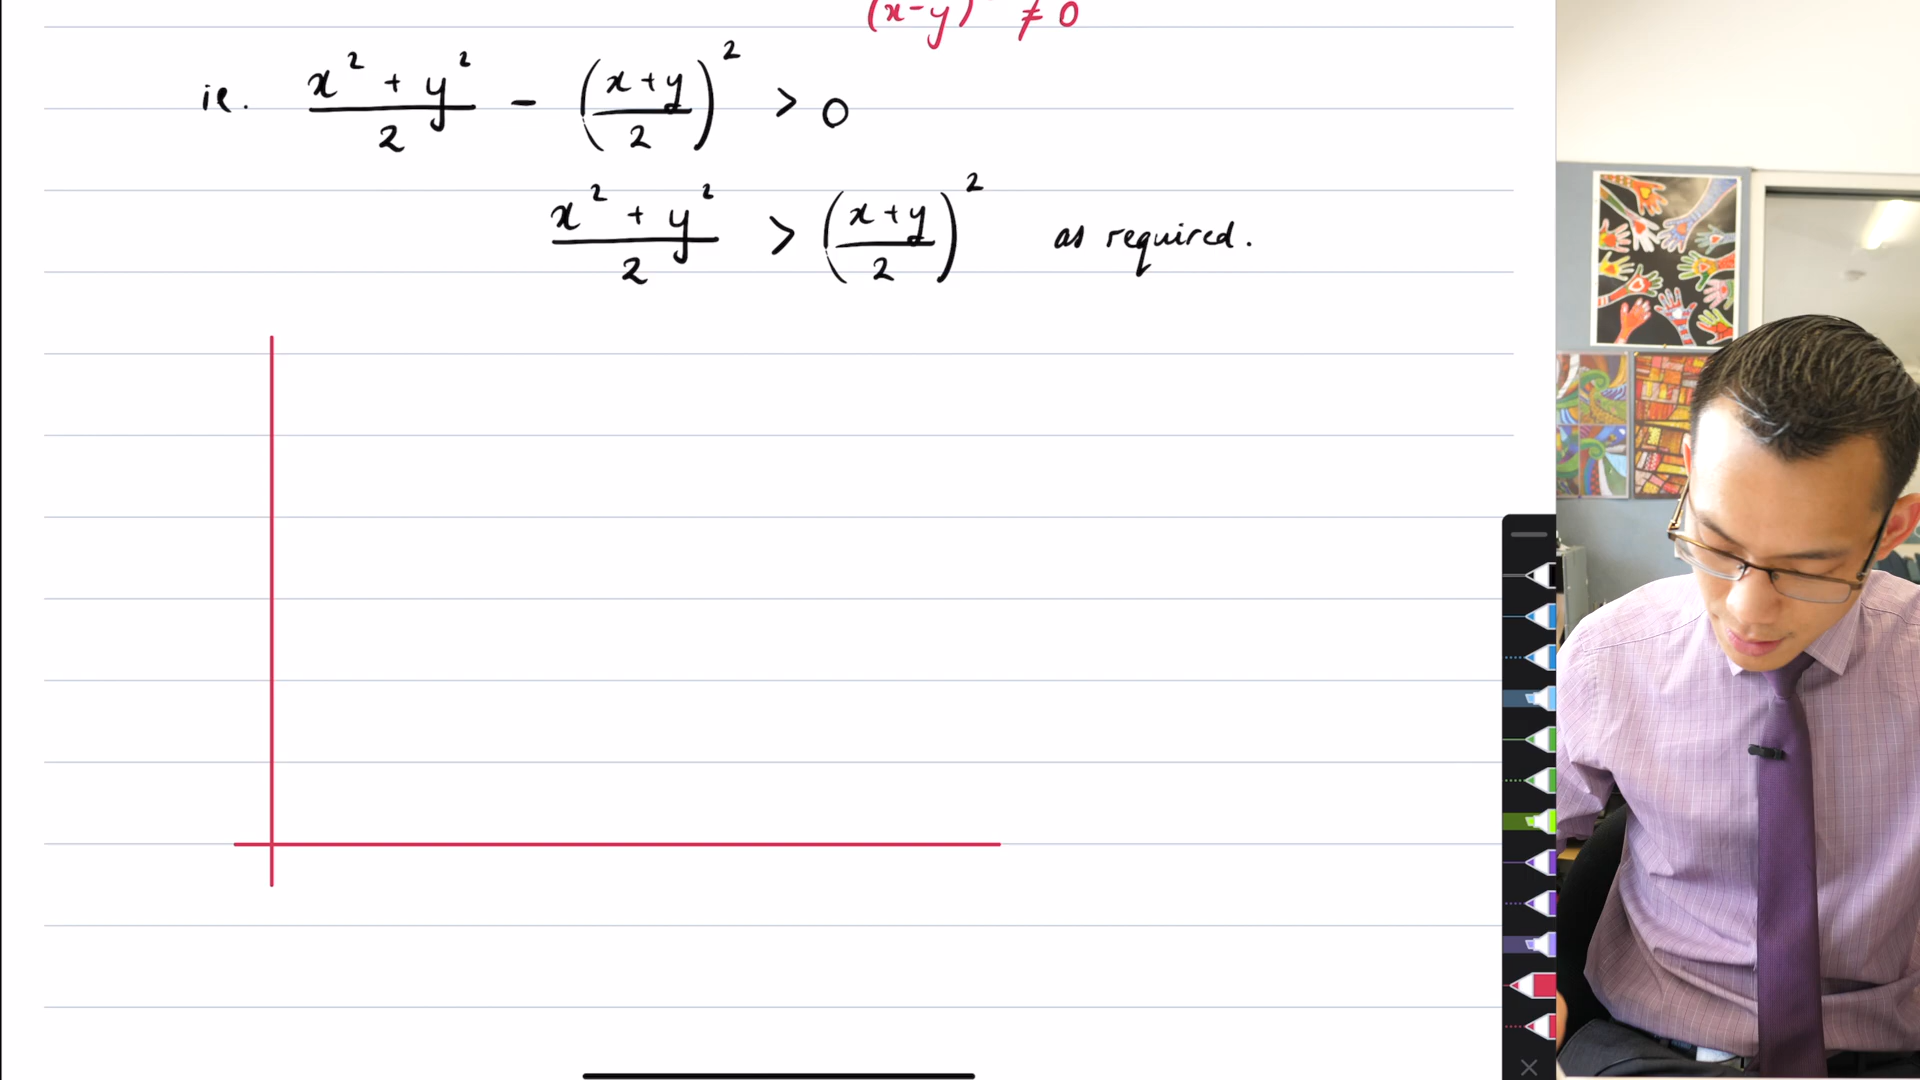 (x-y)² ≠ 0
ie. (x² + y²)/2 - ((x+y)/2)² > 0
(x² + y²)/2 > ((x+y)/2)² as required.